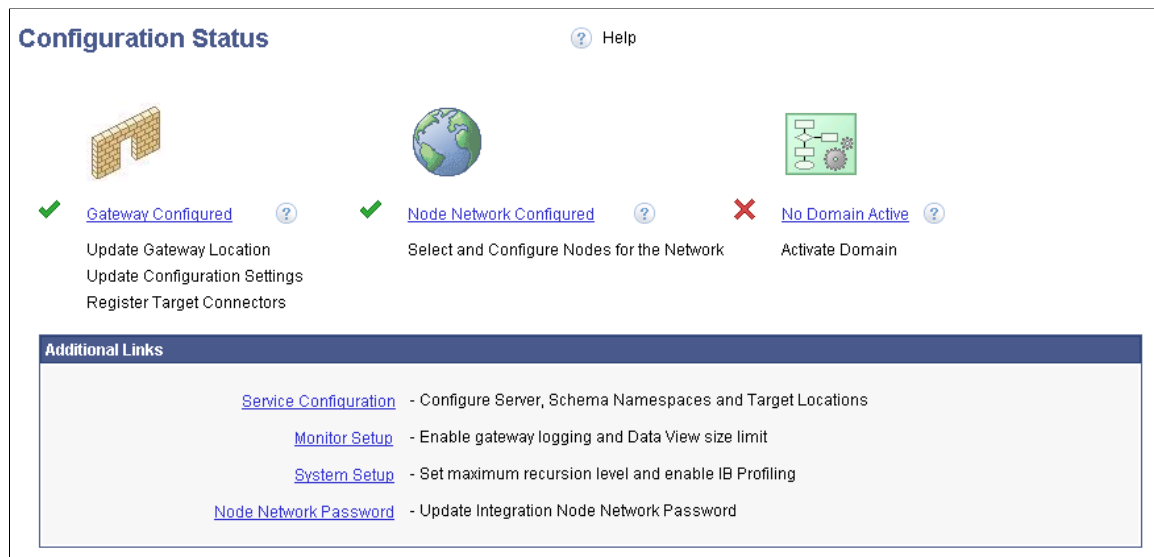 Configuration Status
? Help
Gateway Configured ?
Update Gateway Location
Update Configuration Settings
Register Target Connectors
Node Network Configured ?
Select and Configure Nodes for the Network
No Domain Active ?
Activate Domain
Additional Links
Service Configuration - Configure Server, Schema Namespaces and Target Locations
Monitor Setup - Enable gateway logging and Data View size limit
System Setup - Set maximum recursion level and enable IB Profiling
Node Network Password - Update Integration Node Network Password